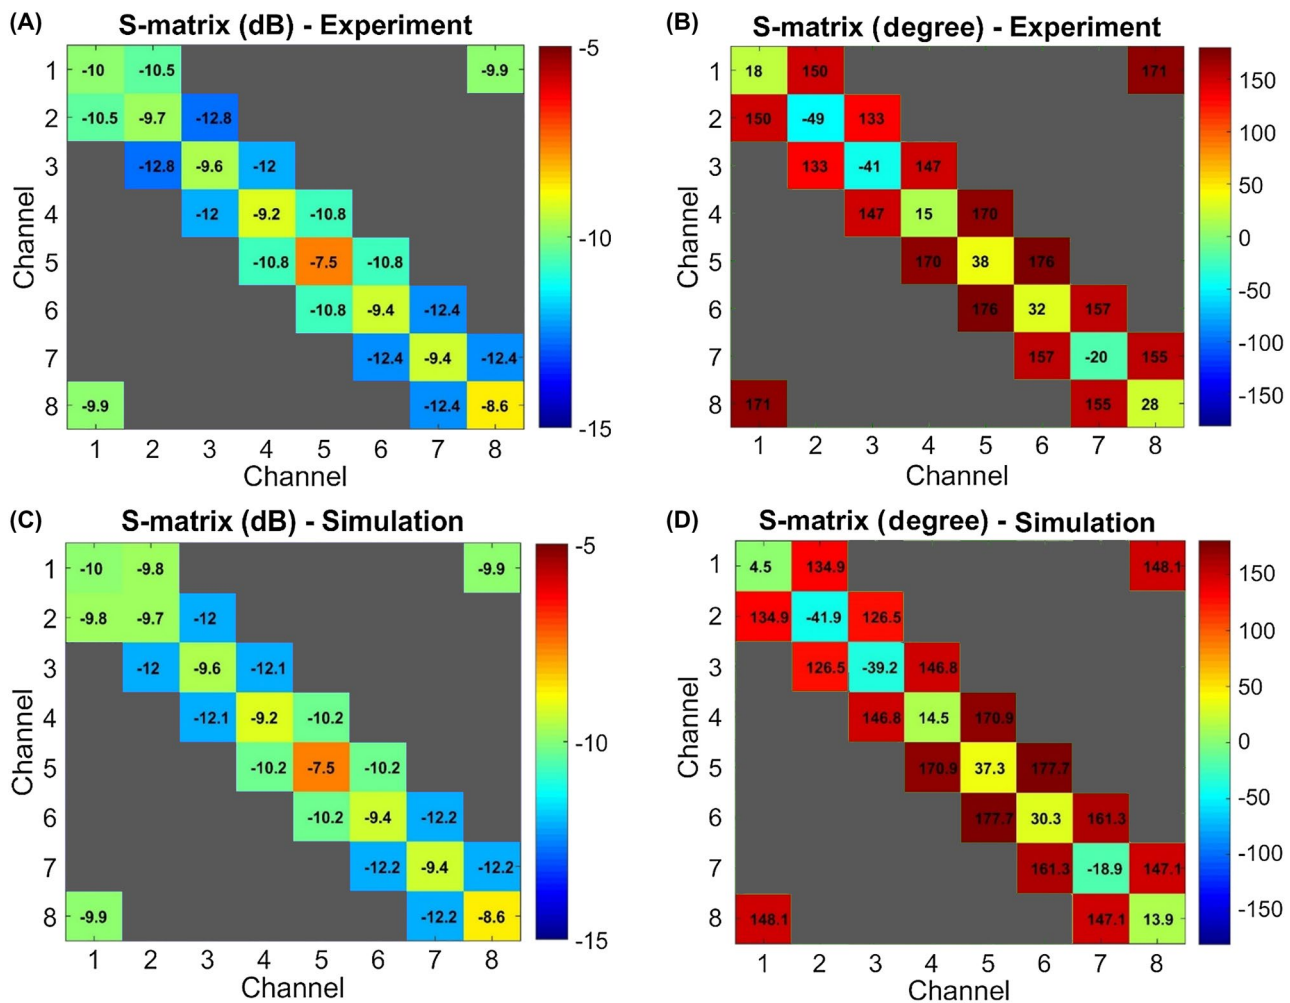 (A) S-matrix (dB) - Experiment
1 -10 -10.5 -9.9
2 -10.5 -9.7 -12.8
3 -12.8 -9.6 -12
4 -12 -9.2 -10.8
5 -10.8 -7.5 -10.8
6 -10.8 -9.4 -12.4
7 -12.4 -9.4 -12.4
8 -9.9 -12.4 -8.6
1 2 3 4 5 6 7 8
Channel
Channel
-5
-10
-15
(B) S-matrix (degree) - Experiment
1 18 150 171
2 150 -49 133
3 133 -41 147
4 147 15 170
5 170 38 176
6 176 32 157
7 157 -20 155
8 171 155 28
1 2 3 4 5 6 7 8
Channel
Channel
150
100
50
0
-50
-100
-150
(C) S-matrix (dB) - Simulation
1 -10 -9.8 -9.9
2 -9.8 -9.7 -12
3 -12 -9.6 -12.1
4 -12.1 -9.2 -10.2
5 -10.2 -7.5 -10.2
6 -10.2 -9.4 -12.2
7 -12.2 -9.4 -12.2
8 -9.9 -12.2 -8.6
1 2 3 4 5 6 7 8
Channel
Channel
-5
-10
-15
(D) S-matrix (degree) - Simulation
1 4.5 134.9 148.1
2 134.9 -41.9 126.5
3 126.5 -39.2 146.8
4 146.8 14.5 170.9
5 170.9 37.3 177.7
6 177.7 30.3 161.3
7 161.3 -18.9 147.1
8 148.1 147.1 13.9
1 2 3 4 5 6 7 8
Channel
Channel
150
100
50
0
-50
-100
-150